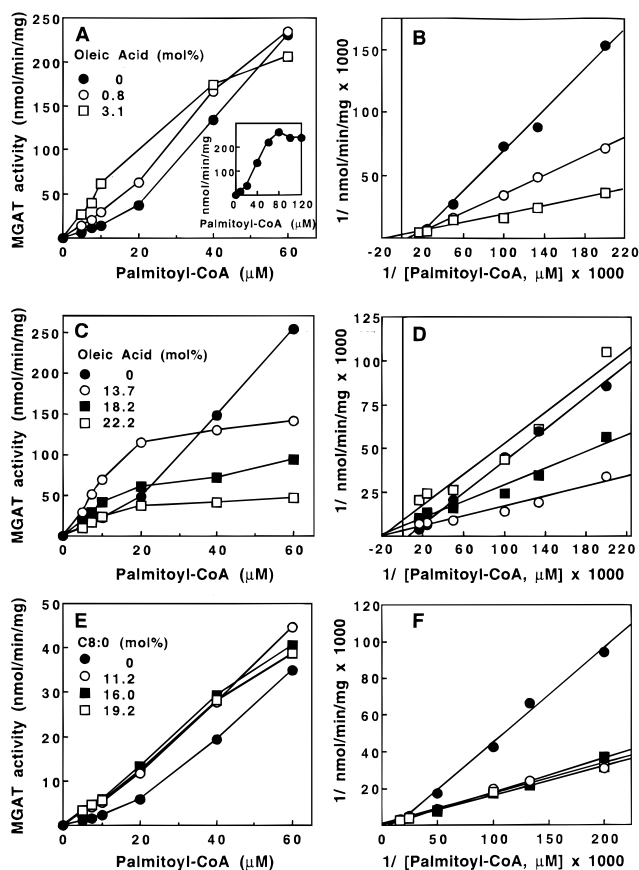 A
Oleic Acid (mol%)
0
0.8
3.1
MGAT activity (nmol/min/mg)
250
200
150
100
50
0
0 20 40 60
Palmitoyl-CoA (μM)
nmol/min/mg
200
100
0
0 40 80 120
Palmitoyl-CoA (μM)
B
1/ nmol/min/mg x 1000
150
100
50
-20 20 60 100 140 180 220
1/ [Palmitoyl-CoA, μM] x 1000
C
Oleic Acid (mol%)
0
13.7
18.2
22.2
MGAT activity (nmol/min/mg)
250
200
150
100
50
0
0 20 40 60
Palmitoyl-CoA (μM)
D
1/ nmol/min/mg x 1000
125
100
75
50
25
-20 20 60 100 140 180 220
1/ [Palmitoyl-CoA, μM] x 1000
E
C8:0 (mol%)
0
11.2
16.0
19.2
MGAT activity (nmol/min/mg)
50
40
30
20
10
0
0 20 40 60
Palmitoyl-CoA (μM)
F
1/ nmol/min/mg x 1000
120
100
80
60
40
20
0 50 100 150 200
1/ [Palmitoyl-CoA, μM] x 1000